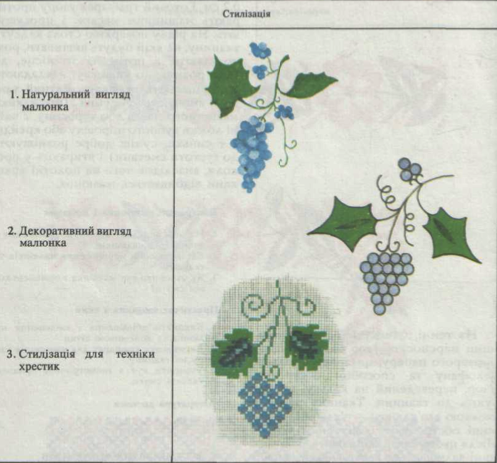 Стилізація
1. Натуральний вигляд
малюнка
2. Декоративний вигляд
малюнка
3. Стилізація для техніки
хрестик